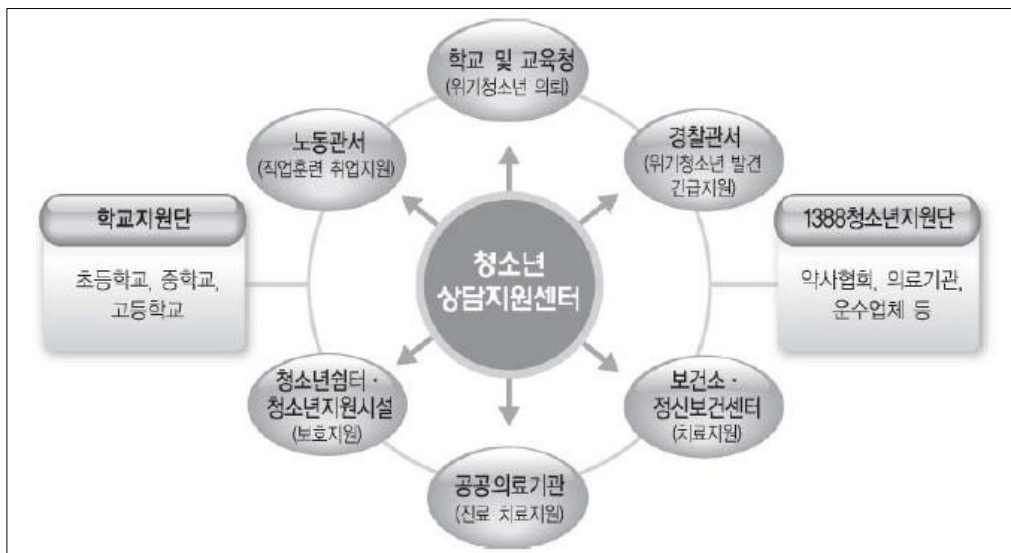 학교 및 교육청
(위기청소년 의뢰)
노동관서
(직업훈련 취업지원)
경찰관서
(위기청소년 발견
긴급지원)
학교지원단
초등학교, 중학교,
고등학교
청소년
상담지원센터
1388청소년지원단
약사협회, 의료기관,
운수업체 등
청소년쉼터·
청소년지원시설
(보호지원)
보건소·
정신보건센터
(치료지원)
공공의료기관
(진료 치료지원)